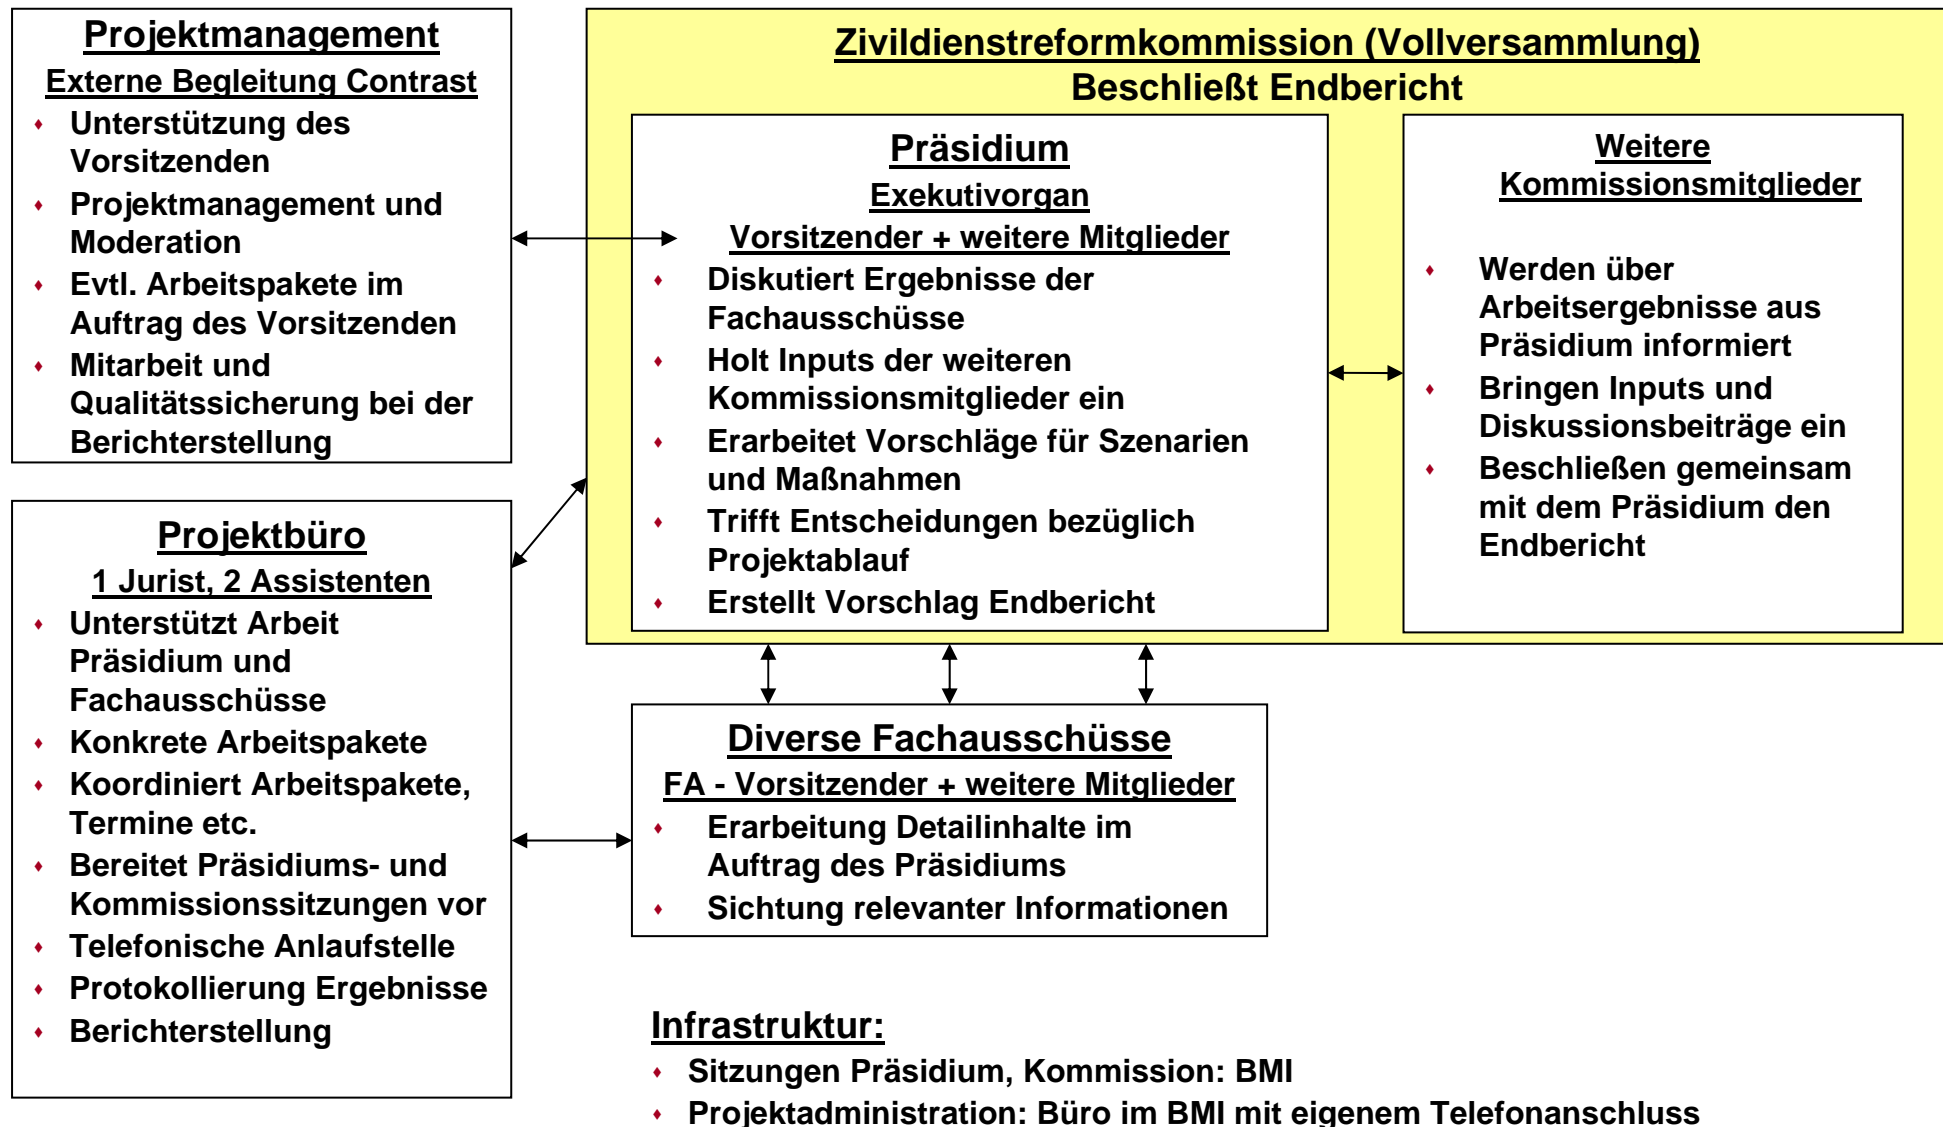 Projektmanagement
Externe Begleitung Contrast
Unterstützung des
Vorsitzenden
Projektmanagement und
Moderation
Evtl. Arbeitspakete im
Auftrag des Vorsitzenden
Mitarbeit und
Qualitätssicherung bei der
Berichterstellung
Zivildienstreformkommission (Vollversammlung)
Beschließt Endbericht
Präsidium
Exekutivorgan
Vorsitzender + weitere Mitglieder
Diskutiert Ergebnisse der
Fachausschüsse
Holt Inputs der weiteren
Kommissionsmitglieder ein
Erarbeitet Vorschläge für Szenarien
und Maßnahmen
Trifft Entscheidungen bezüglich
Projektablauf
Erstellt Vorschlag Endbericht
Weitere
Kommissionsmitglieder
Werden über
Arbeitsergebnisse aus
Präsidium informiert
Bringen Inputs und
Diskussionsbeiträge ein
Beschließen gemeinsam
mit dem Präsidium den
Endbericht
Projektbüro
1 Jurist, 2 Assistenten
Unterstützt Arbeit
Präsidium und
Fachausschüsse
Konkrete Arbeitspakete
Koordiniert Arbeitspakete,
Termine etc.
Bereitet Präsidiums- und
Kommissionssitzungen vor
Telefonische Anlaufstelle
Protokollierung Ergebnisse
Berichterstellung
Diverse Fachausschüsse
FA - Vorsitzender + weitere Mitglieder
Erarbeitung Detailinhalte im
Auftrag des Präsidiums
Sichtung relevanter Informationen
Infrastruktur:
Sitzungen Präsidium, Kommission: BMI
Projektadministration: Büro im BMI mit eigenem Telefonanschluss